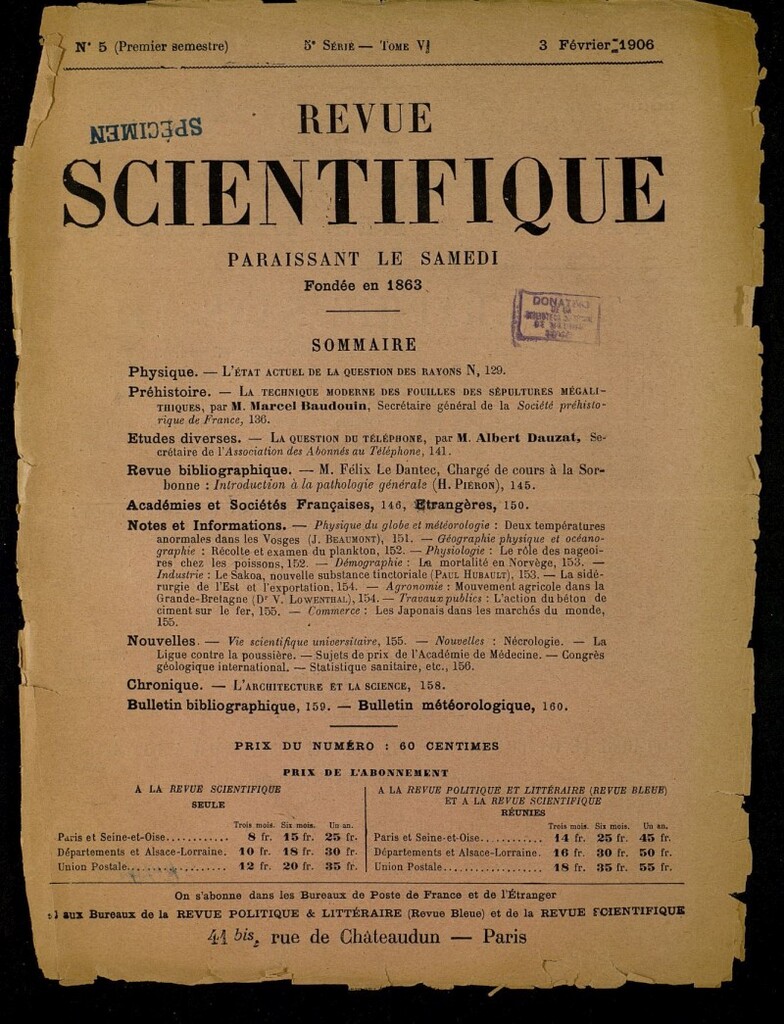 N° 5 (Premier semestre) 5e SÉRIE — TOME V 3 Février 1906
SPÉCIMEN
REVUE
SCIENTIFIQUE
PARAISSANT LE SAMEDI
Fondée en 1863
DONATIVO
SOMMAIRE
Physique. — L'ÉTAT ACTUEL DE LA QUESTION DES RAYONS N, 129.
Préhistoire. — LA TECHNIQUE MODERNE DES FOUILLES DES SÉPULTURES MÉGALI-
THIQUES, par M. Marcel Baudouin, Secrétaire général de la Société préhisto-
rique de France, 136.
Etudes diverses. — LA QUESTION DU TÉLÉPHONE, par M. Albert Dauzat, Se-
crétaire de l'Association des Abonnés au Téléphone, 141.
Revue bibliographique. — M. Félix Le Dantec, Chargé de cours à la Sor-
bonne : Introduction à la pathologie générale (H. PIÉRON), 145.
Académies et Sociétés Françaises, 146, Etrangères, 150.
Notes et Informations. — Physique du globe et météorologie : Deux températures
anormales dans les Vosges (J. BEAUMONT), 151. — Géographie physique et océano-
graphie : Récolte et examen du plankton, 152. — Physiologie : Le rôle des nageoi-
res chez les poissons, 152. — Démographie : La mortalité en Norvège, 153. —
Industrie : Le Sakoa, nouvelle substance tinctoriale (PAUL HUBAULT), 153. — La sidé-
rurgie de l'Est et l'exportation, 154. — Agronomie : Mouvement agricole dans la
Grande-Bretagne (Dr V. LOWENTHAL), 154. — Travaux publics : L'action du béton de
ciment sur le fer, 155. — Commerce : Les Japonais dans les marchés du monde,
155.
Nouvelles. — Vie scientifique universitaire, 155. — Nouvelles : Nécrologie. — La
Ligue contre la poussière. — Sujets de prix de l'Académie de Médecine. — Congrès
géologique international. — Statistique sanitaire, etc., 156.
Chronique. — L'ARCHITECTURE ET LA SCIENCE, 158.
Bulletin bibliographique, 159. — Bulletin météorologique, 160.
PRIX DU NUMÉRO : 60 CENTIMES
PRIX DE L'ABONNEMENT
A LA REVUE SCIENTIFIQUE
SEULE
Trois mois. Six mois. Un an.
Paris et Seine-et-Oise........... 8 fr. 15 fr. 25 fr.
Départements et Alsace-Lorraine. 10 fr. 18 fr. 30 fr.
Union Postale.................. 12 fr. 20 fr. 35 fr.
A LA REVUE POLITIQUE ET LITTÉRAIRE (REVUE BLEUE)
ET A LA REVUE SCIENTIFIQUE
RÉUNIES
Trois mois. Six mois. Un an.
Paris et Seine-et-Oise........... 14 fr. 25 fr. 45 fr.
Départements et Alsace-Lorraine. 16 fr. 30 fr. 50 fr.
Union Postale.................. 18 fr. 35 fr. 55 fr.
On s'abonne dans les Bureaux de Poste de France et de l'Étranger
aux Bureaux de la REVUE POLITIQUE & LITTÉRAIRE (Revue Bleue) et de la REVUE SCIENTIFIQUE
41 bis, rue de Châteaudun — Paris